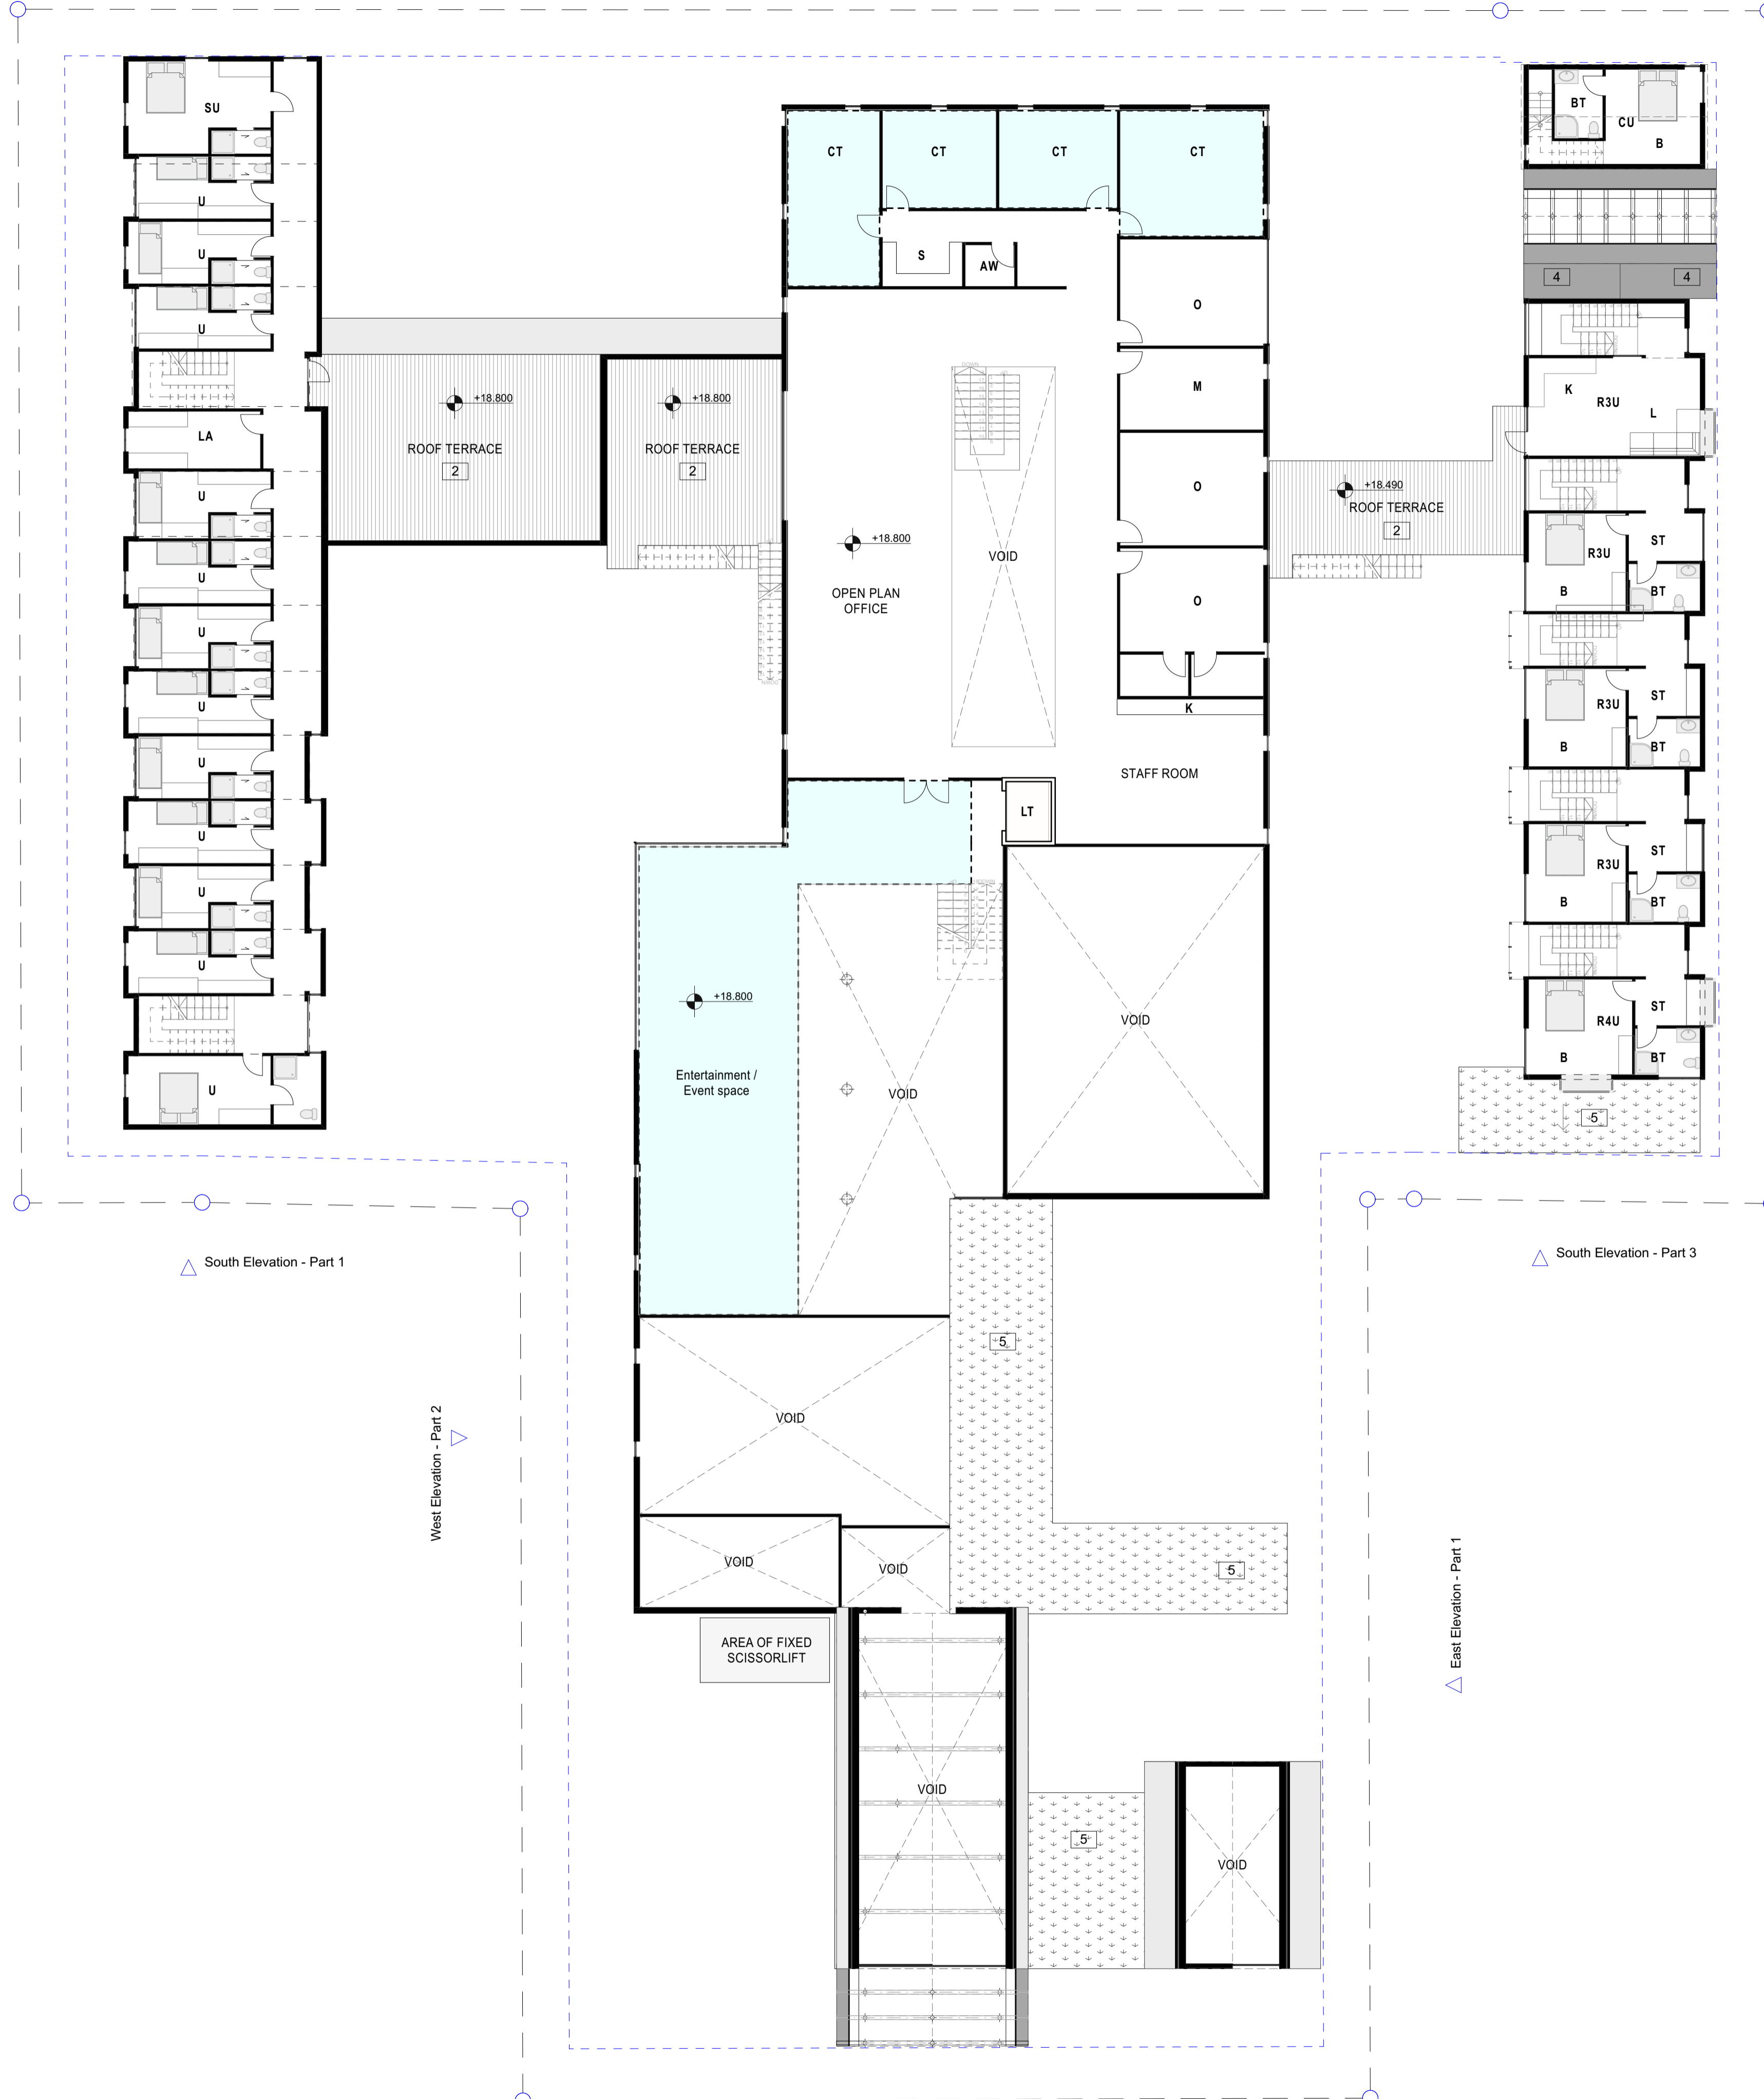 SU
U
U
U
LA
U
U
U
U
U
U
U
U
U
+18.800
ROOF TERRACE
2
+18.800
ROOF TERRACE
2
CT
CT
CT
CT
S
AW
O
M
O
O
K
DOWN
VOID
+18.800
OPEN PLAN
OFFICE
STAFF ROOM
LT
+18.800
Entertainment /
Event space
VOID
VOID
VOID
VOID
VOID
5
5
AREA OF FIXED
SCISSORLIFT
VOID
5
VOID
BT
CU
B
4
4
K
R3U
L
+18.490
ROOF TERRACE
2
ST
R3U
B
BT
ST
R3U
B
BT
ST
R3U
B
BT
ST
R4U
B
BT
5
South Elevation - Part 1
South Elevation - Part 3
West Elevation - Part 2
East Elevation - Part 1